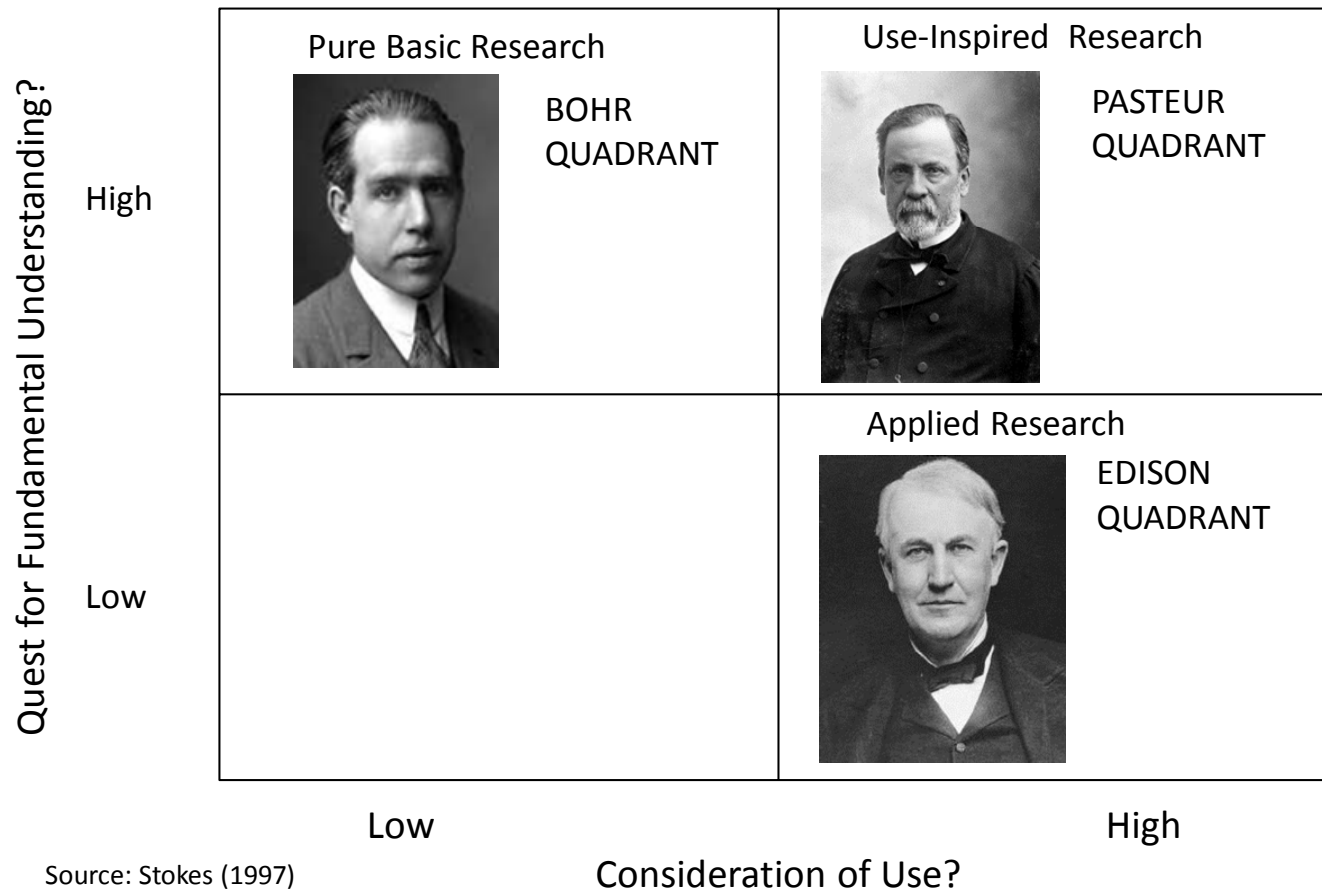 Pure Basic Research
Use-Inspired Research
BOHR
QUADRANT
PASTEUR
QUADRANT
Quest for Fundamental Understanding?
High
Applied Research
EDISON
QUADRANT
Low
Low
High
Source: Stokes (1997)
Consideration of Use?